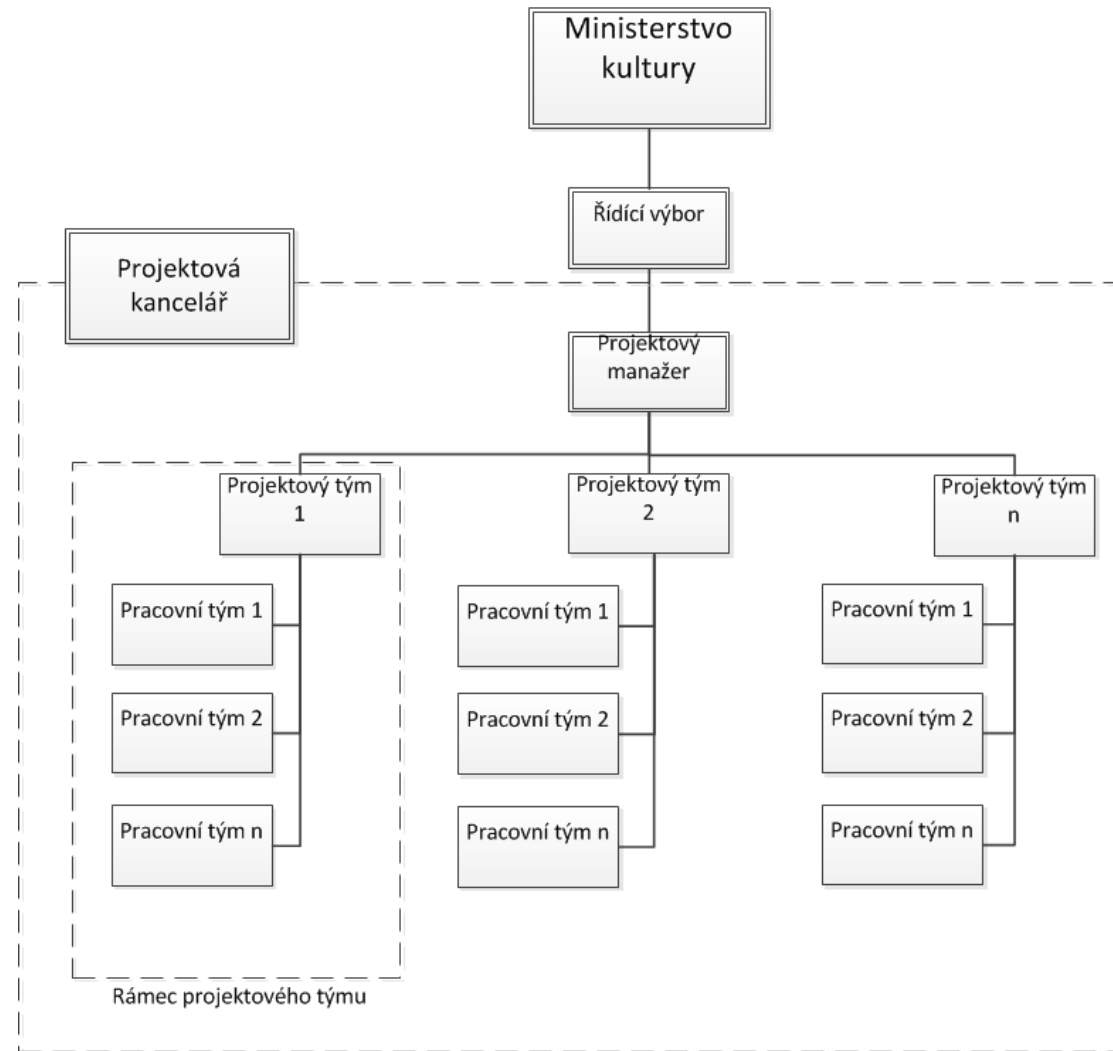 Ministerstvo
kultury
Řídící výbor
Projektová
kancelář
Projektový
manažer
Projektový tým
1
Projektový tým
2
Projektový tým
n
Pracovní tým 1
Pracovní tým 1
Pracovní tým 1
Pracovní tým 2
Pracovní tým 2
Pracovní tým 2
Pracovní tým n
Pracovní tým n
Pracovní tým n
Rámec projektového týmu